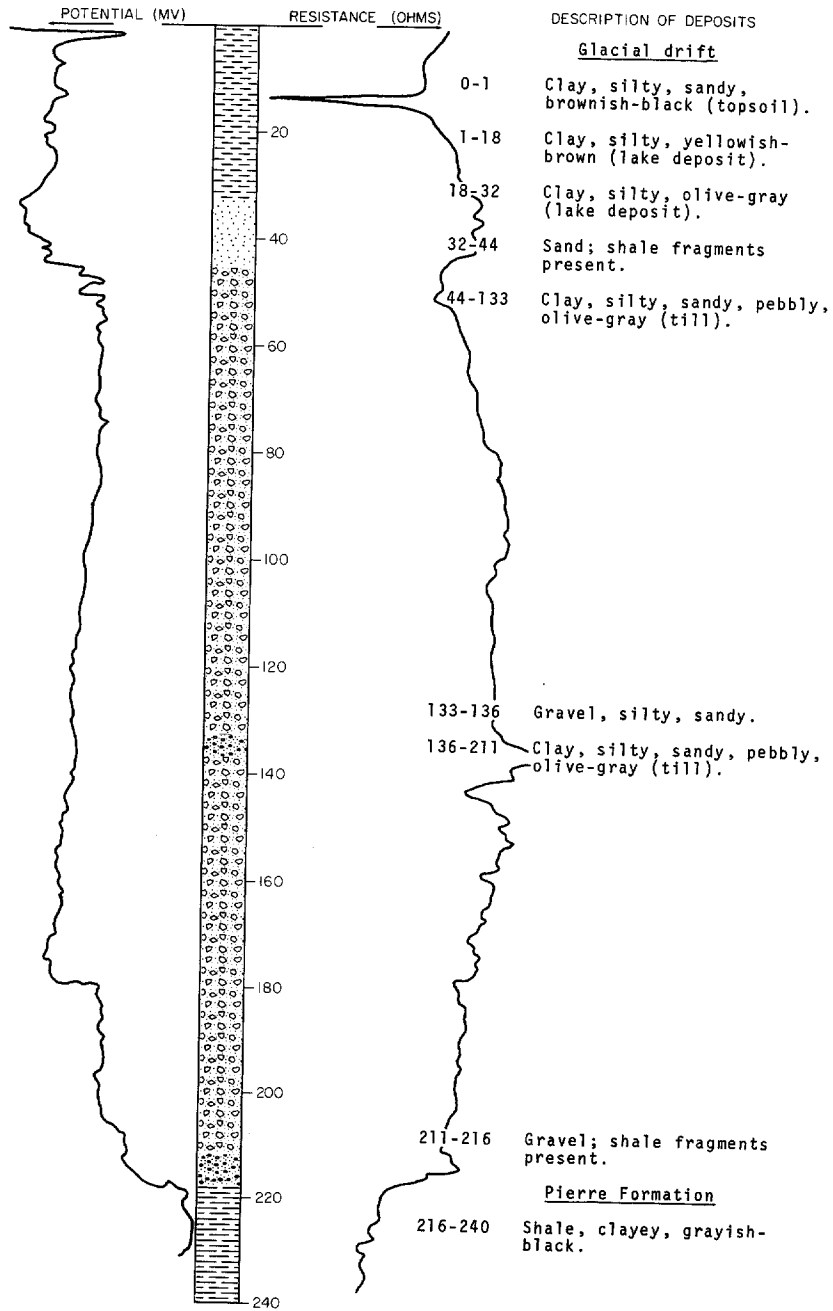 POTENTIAL (MV)
RESISTANCE (OHMS)
DESCRIPTION OF DEPOSITS
Glacial drift
0-1 Clay, silty, sandy,
brownish-black (topsoil).
20
1-18 Clay, silty, yellowish-
brown (lake deposit).
18-32 Clay, silty, olive-gray
(lake deposit).
40
32-44 Sand; shale fragments
present.
44-133 Clay, silty, sandy, pebbly,
olive-gray (till).
60
80
100
120
133-136 Gravel, silty, sandy.
136-211 Clay, silty, sandy, pebbly,
olive-gray (till).
140
160
180
200
211-216 Gravel; shale fragments
present.
Pierre Formation
220
216-240 Shale, clayey, grayish-
black.
240